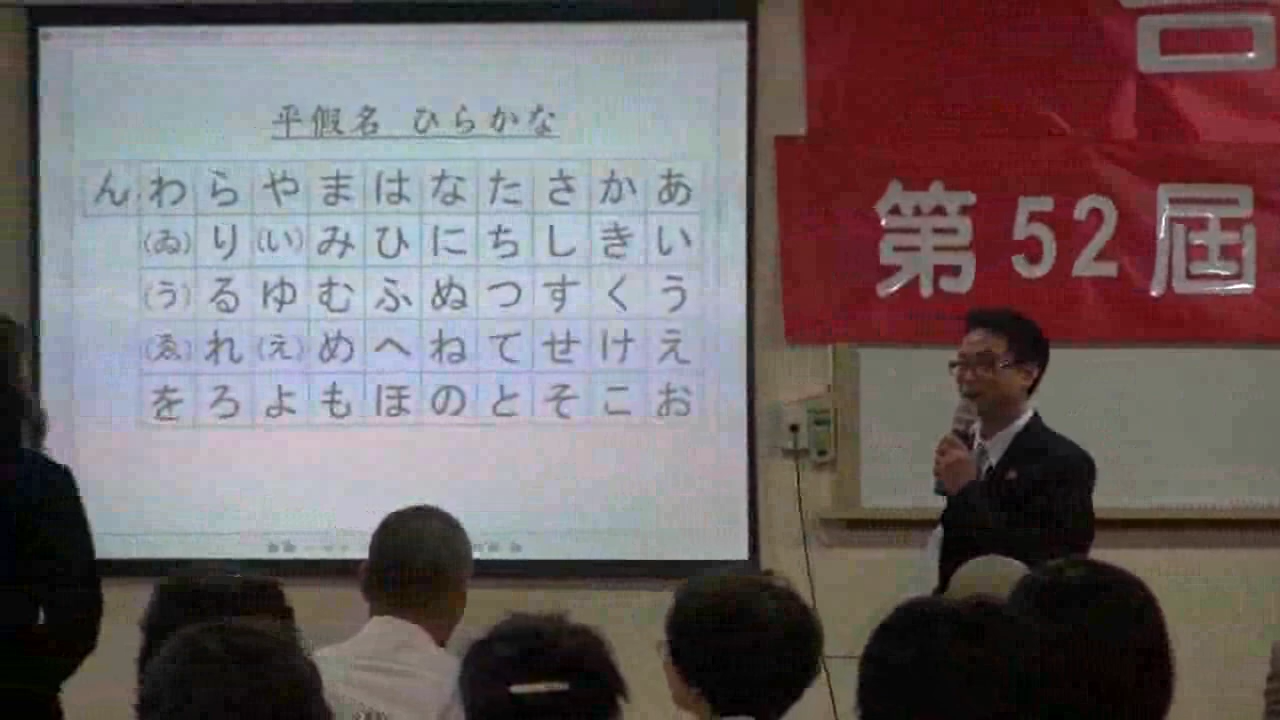 平假名 ひらかな
ん わ ら や ま は な た さ か あ
(ゐ) り (い) み ひ に ち し き い
(う) る ゆ む ふ ぬ つ す く う
(ゑ) れ (え) め へ ね て せ け え
を ろ よ も ほ の と そ こ お
第52屆